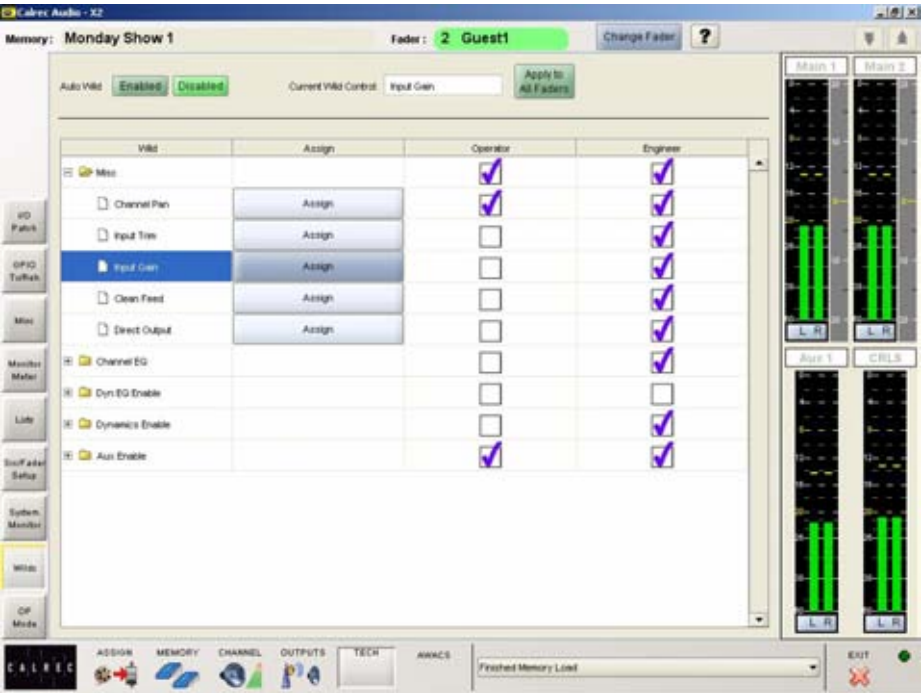 Calrec Audio - X2
Memory: Monday Show 1 Fader: 2 Guest1 Change Fader ?
Auto Wild Enabled Disabled Current Wild Control Input Gain Apply to All Faders
Main 1 Main 2
Wild Assign Operator Engineer
Misc
Channel Pan Assign
Input Trim Assign
Input Gain Assign
Clean Feed Assign
Direct Output Assign
Channel EQ
Dyn EQ Enable
Dynamics Enable
Aux Enable
I/O Patch
GPIO
Misc
Monitor Meter
Lists
Src/Fader Setup
System Monitor
Wilds
OP Mode
L R L R
Aux 1 CRLS
L R L R
CALREC ASSIGN MEMORY CHANNEL OUTPUTS TECH AWACS Finished Memory Load EXIT